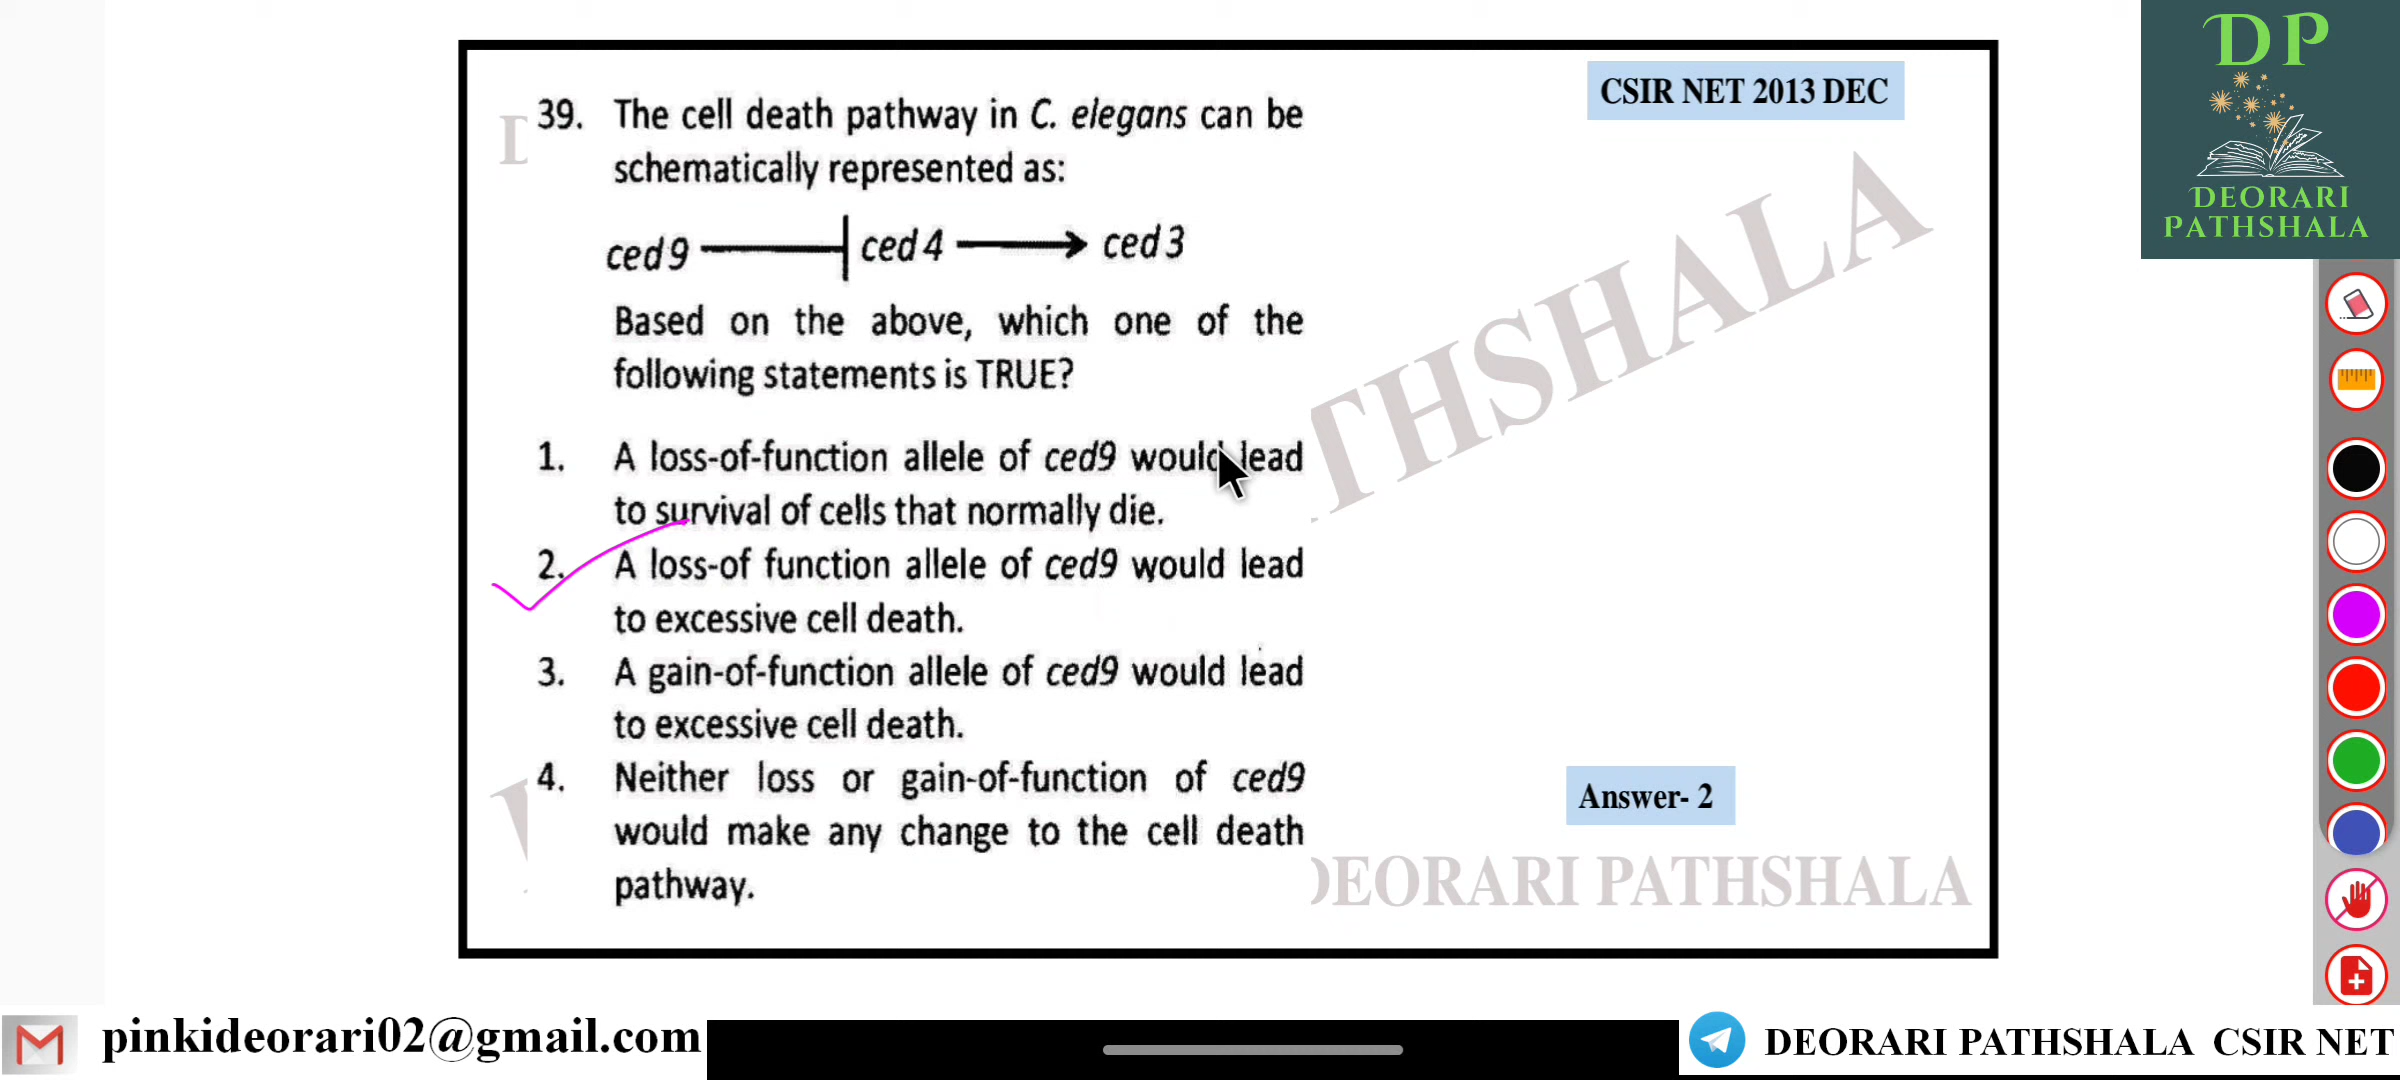 DP
DEORARI
PATHSHALA
CSIR NET 2013 DEC
39. The cell death pathway in C. elegans can be
schematically represented as:
ced9 ced4 ced3
Based on the above, which one of the
following statements is TRUE?
1. A loss-of-function allele of ced9 would lead
to survival of cells that normally die.
2. A loss-of function allele of ced9 would lead
to excessive cell death.
3. A gain-of-function allele of ced9 would lead
to excessive cell death.
4. Neither loss or gain-of-function of ced9
would make any change to the cell death
pathway.
Answer- 2
THSHALA
DEORARI PATHSHALA
pinkideorari02@gmail.com
DEORARI PATHSHALA CSIR NET